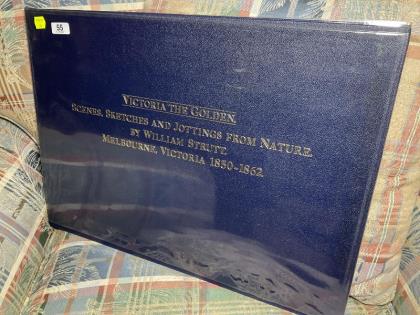 55
VICTORIA THE GOLDEN
SCENES, SKETCHES AND JOTTINGS FROM NATURE.
BY WILLIAM STRUTT.
MELBOURNE, VICTORIA 1850-1862